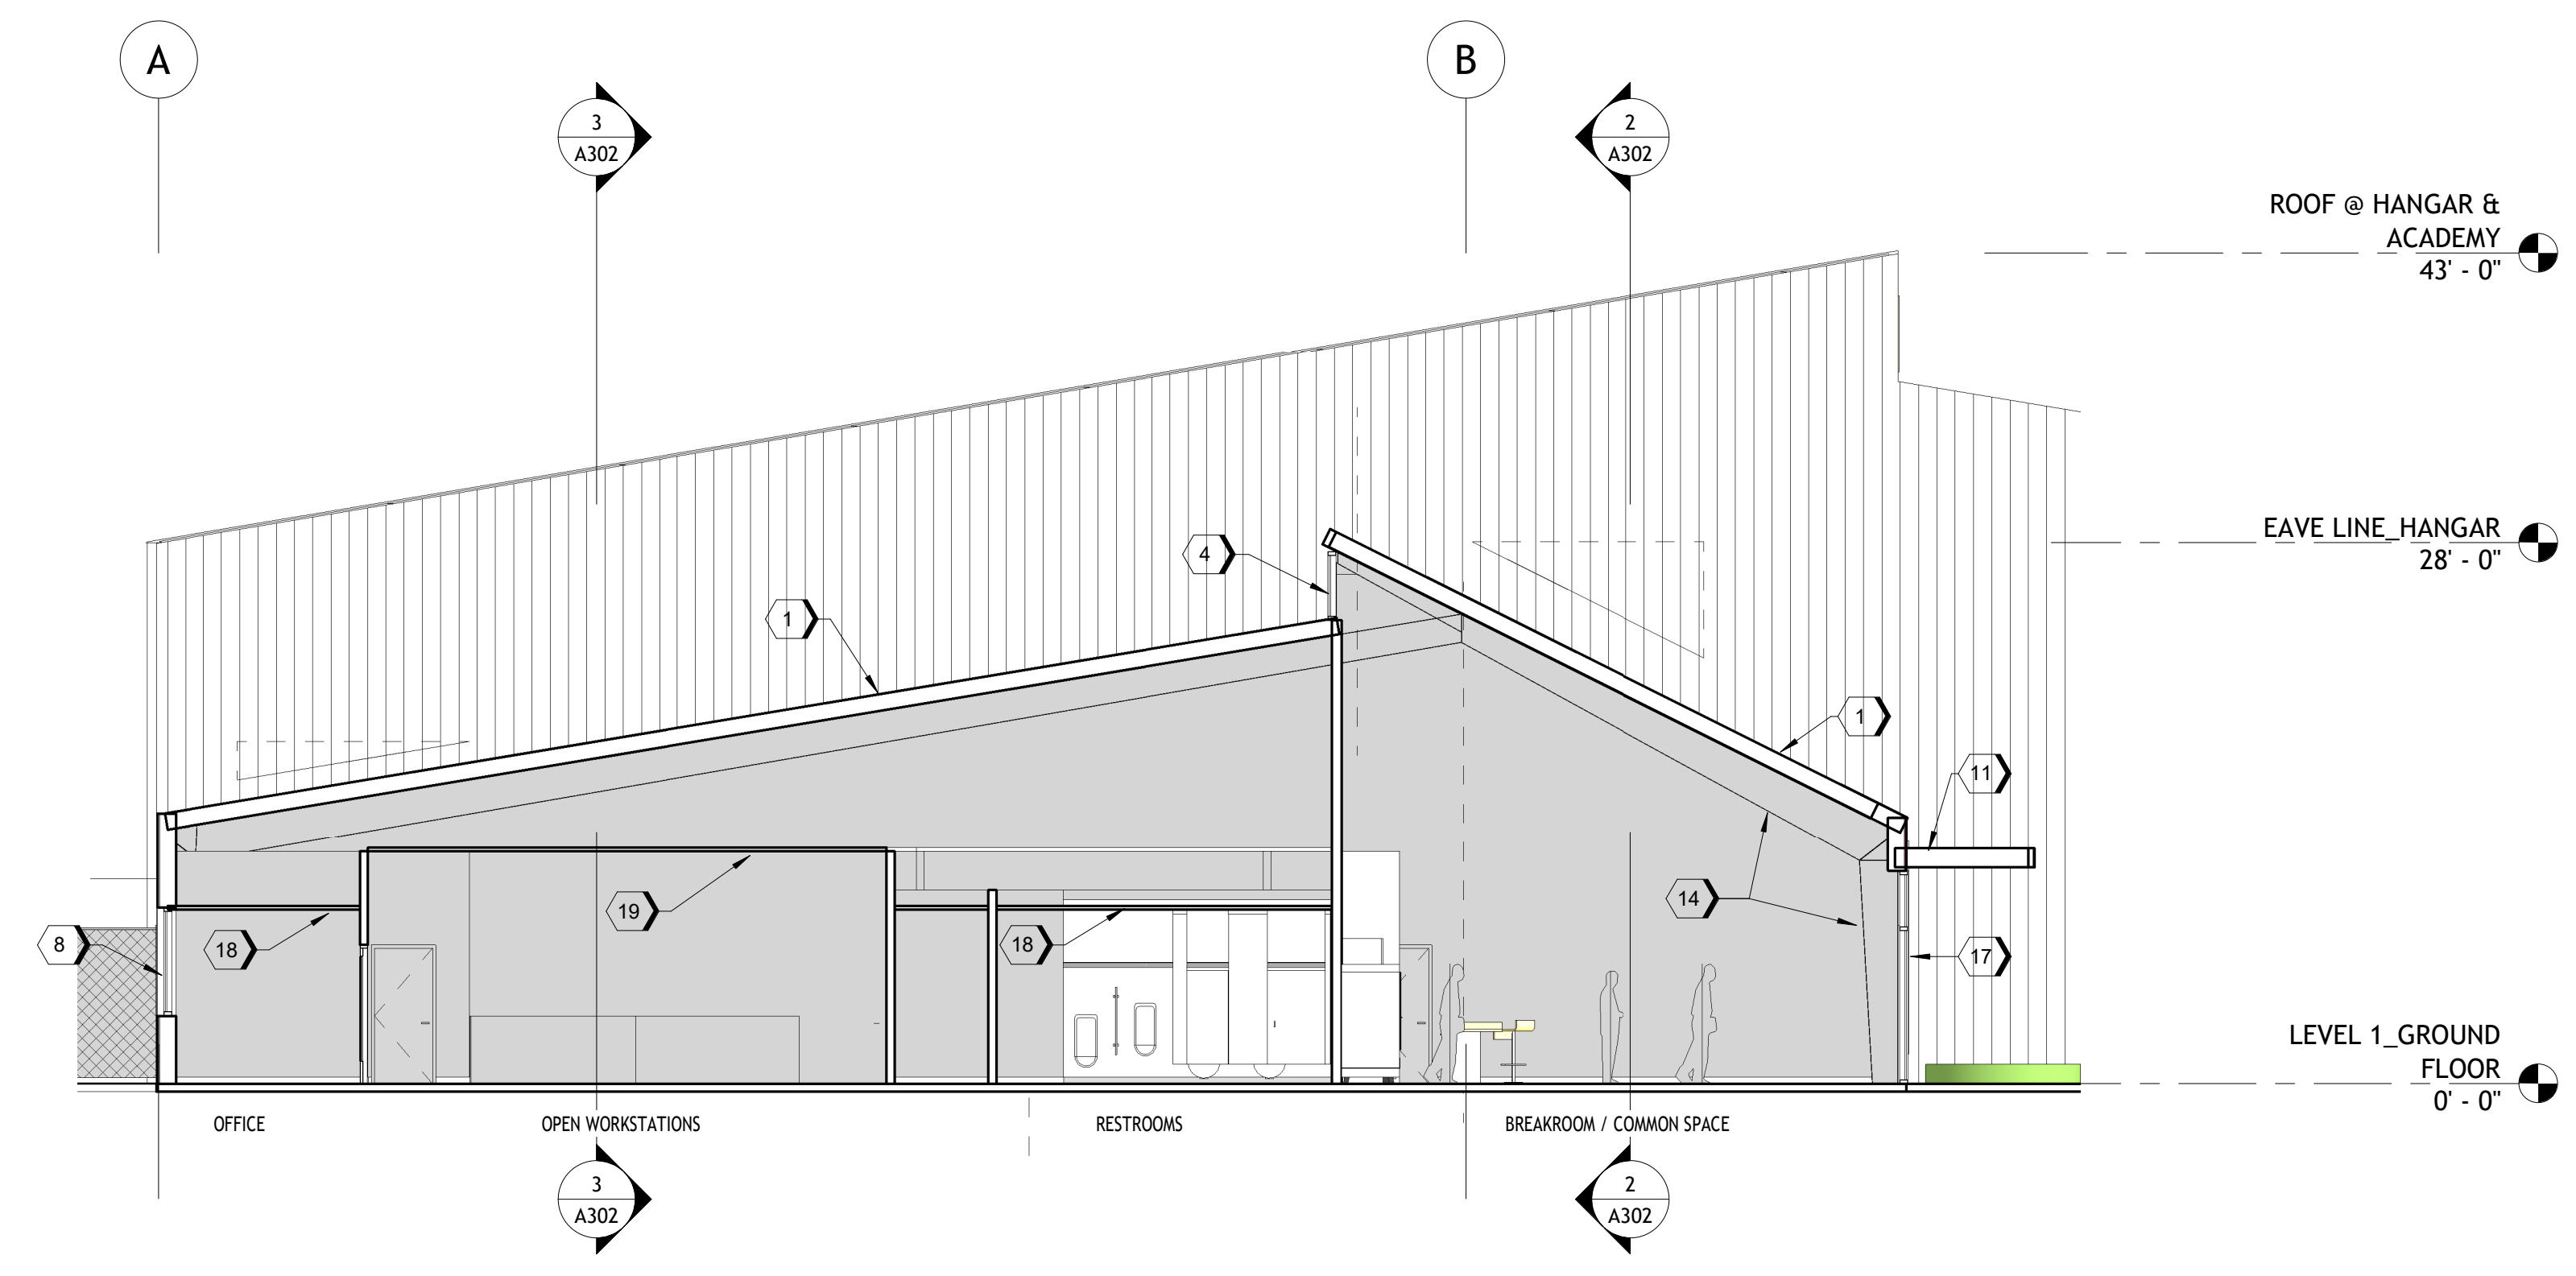 A
B
3
A302
2
A302
ROOF @ HANGAR &
ACADEMY
43' - 0"
EAVE LINE_HANGAR
28' - 0"
4
1
1
11
19
14
8
18
18
17
LEVEL 1_GROUND
FLOOR
0' - 0"
OFFICE
OPEN WORKSTATIONS
RESTROOMS
BREAKROOM / COMMON SPACE
3
A302
2
A302